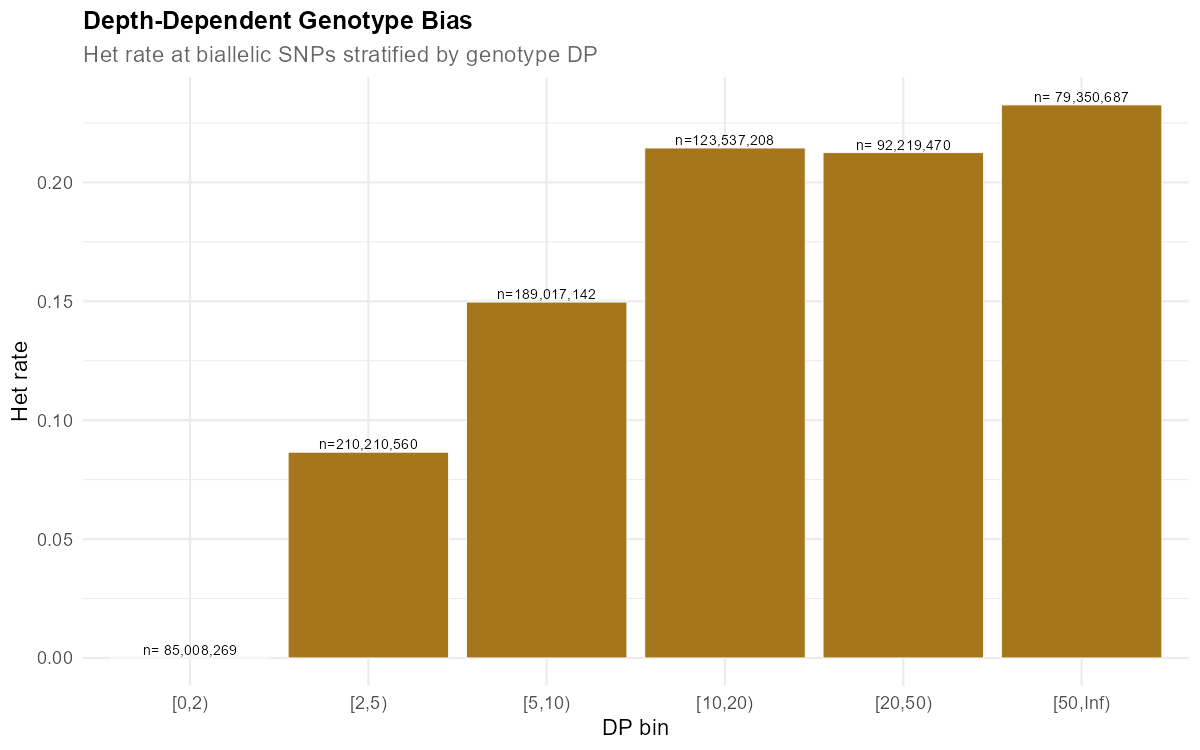 Depth-Dependent Genotype Bias
Het rate at biallelic SNPs stratified by genotype DP
n= 79,350,687
n=123,537,208
n= 92,219,470
0.20
n=189,017,142
0.15
Het rate
n=210,210,560
0.10
0.05
n= 85,008,269
0.00
[0,2) [2,5) [5,10) [10,20) [20,50) [50,Inf)
DP bin